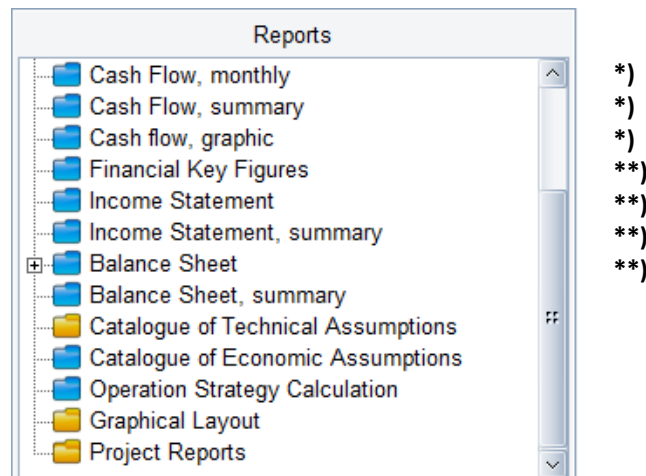 Reports
Cash Flow, monthly *)
Cash Flow, summary *)
Cash flow, graphic *)
Financial Key Figures **)
Income Statement **)
Income Statement, summary **)
Balance Sheet **)
Balance Sheet, summary
Catalogue of Technical Assumptions
Catalogue of Economic Assumptions
Operation Strategy Calculation
Graphical Layout
Project Reports